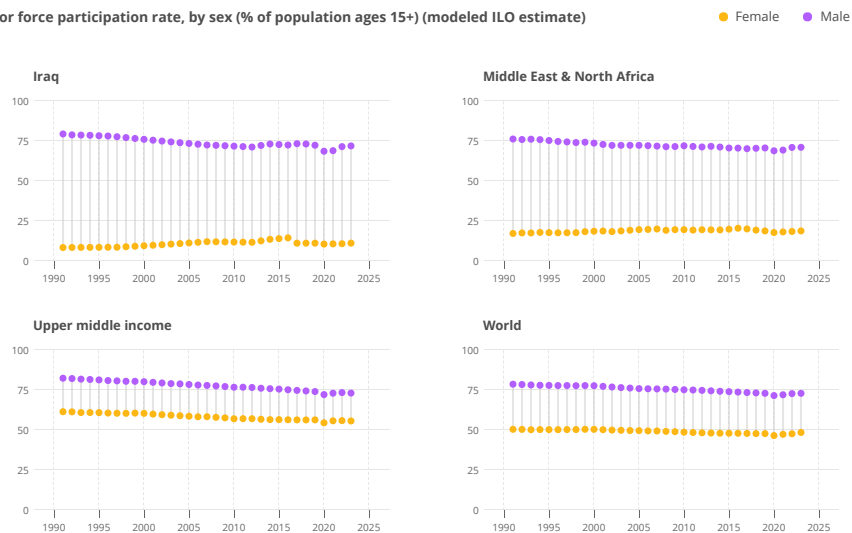 or force participation rate, by sex (% of population ages 15+) (modeled ILO estimate)
Female Male
Iraq
100
75
50
25
0
1990 1995 2000 2005 2010 2015 2020 2025
Middle East & North Africa
100
75
50
25
0
1990 1995 2000 2005 2010 2015 2020 2025
Upper middle income
100
75
50
25
0
1990 1995 2000 2005 2010 2015 2020 2025
World
100
75
50
25
0
1990 1995 2000 2005 2010 2015 2020 2025